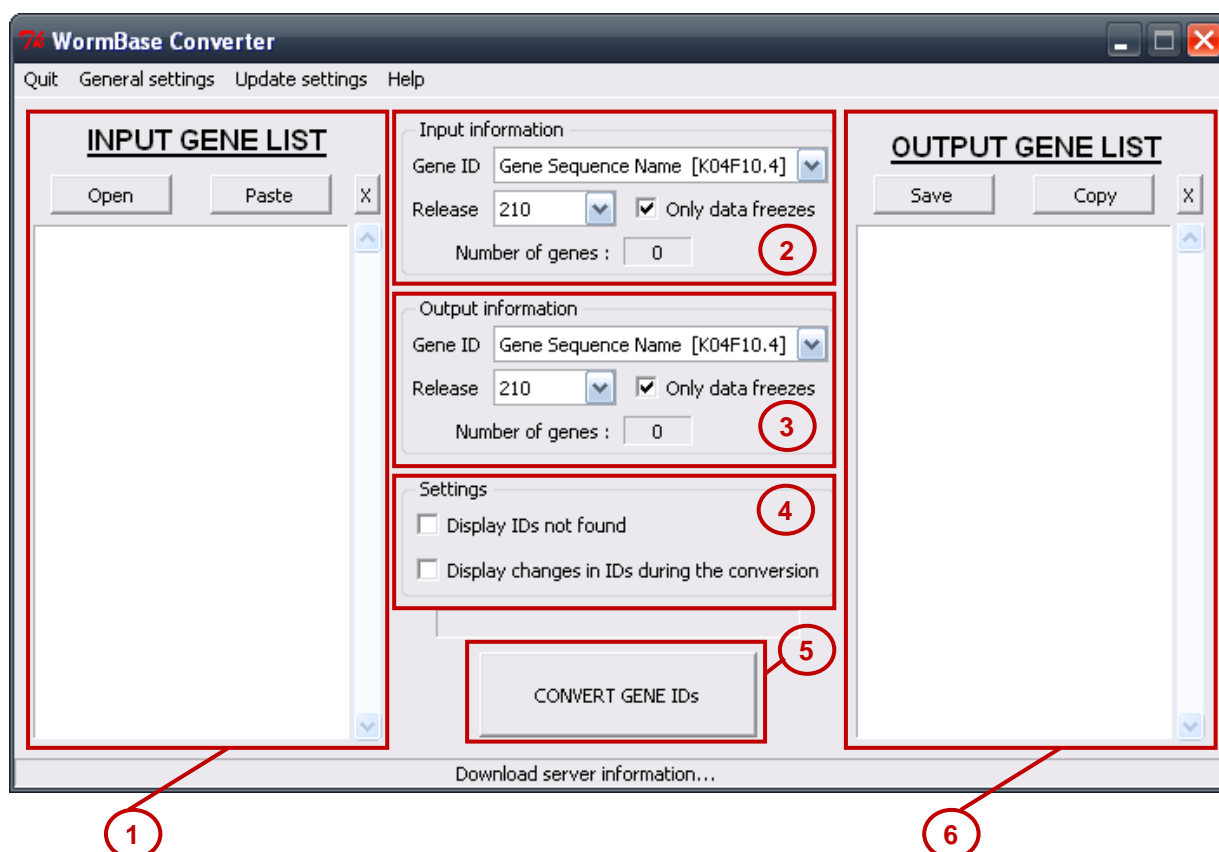 WormBase Converter
Quit General settings Update settings Help
INPUT GENE LIST
Open Paste X
Input information
Gene ID Gene Sequence Name [K04F10.4]
Release 210 Only data freezes
Number of genes : 0
2
Output information
Gene ID Gene Sequence Name [K04F10.4]
Release 210 Only data freezes
Number of genes : 0
3
Settings
4
Display IDs not found
Display changes in IDs during the conversion
5
CONVERT GENE IDs
OUTPUT GENE LIST
Save Copy X
Download server information...
1
6